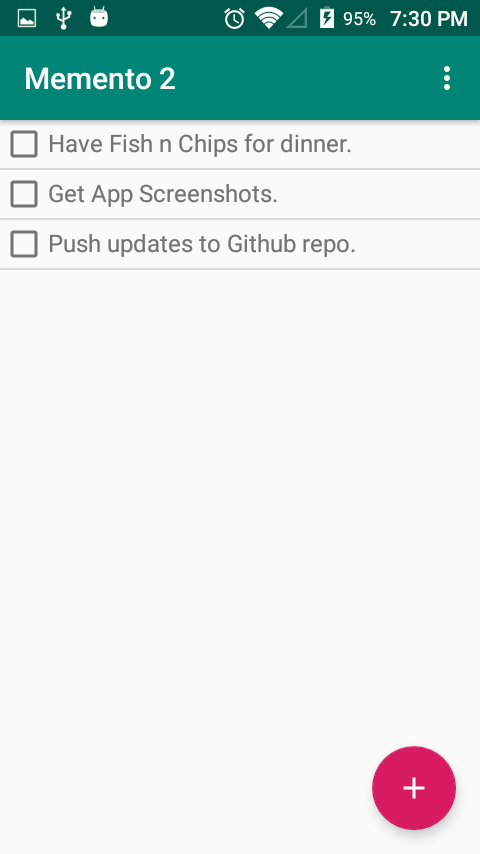 95% 7:30 PM
Memento 2
Have Fish n Chips for dinner.
Get App Screenshots.
Push updates to Github repo.